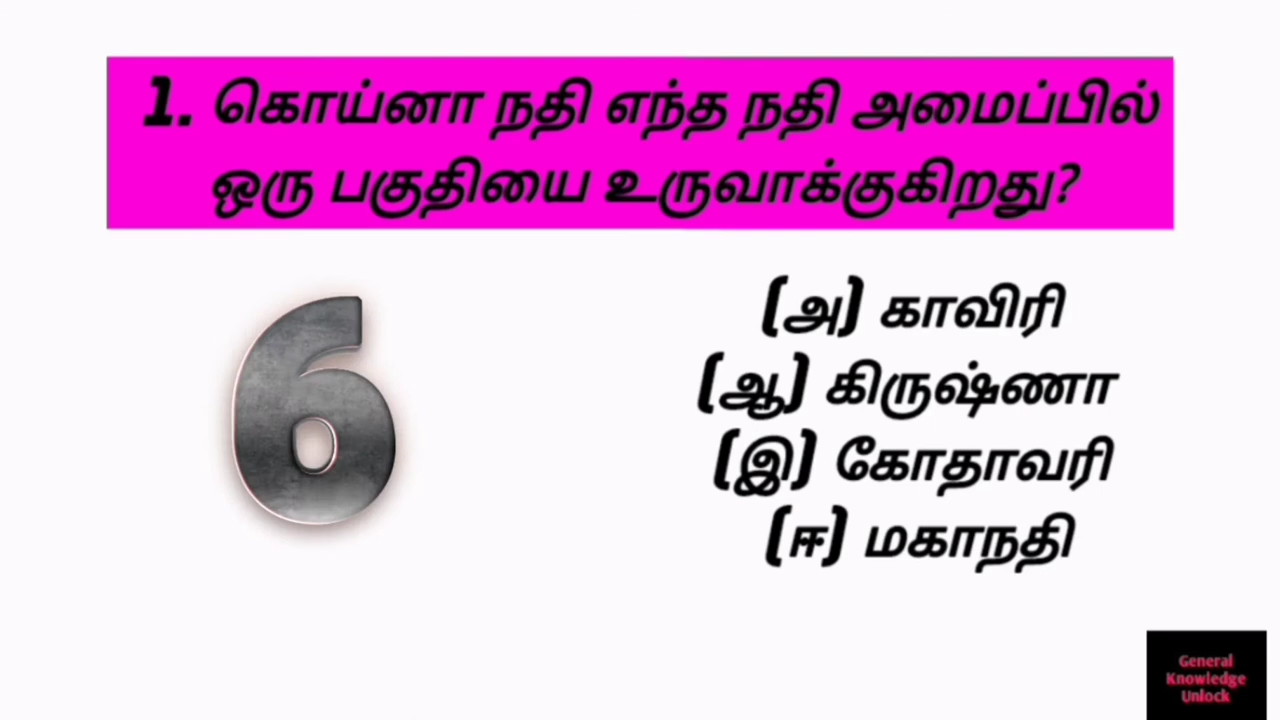 1. கொய்னா நதி எந்த நதி அமைப்பில்
ஒரு பகுதியை உருவாக்குகிறது?
6
(அ) காவிரி
(ஆ) கிருஷ்ணா
(இ) கோதாவரி
(ஈ) மகாநதி
General
Knowledge
Unlock